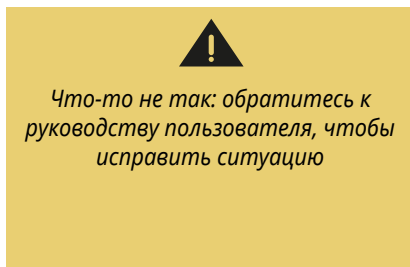 Что-то не так: обратитесь к
руководству пользователя, чтобы
исправить ситуацию